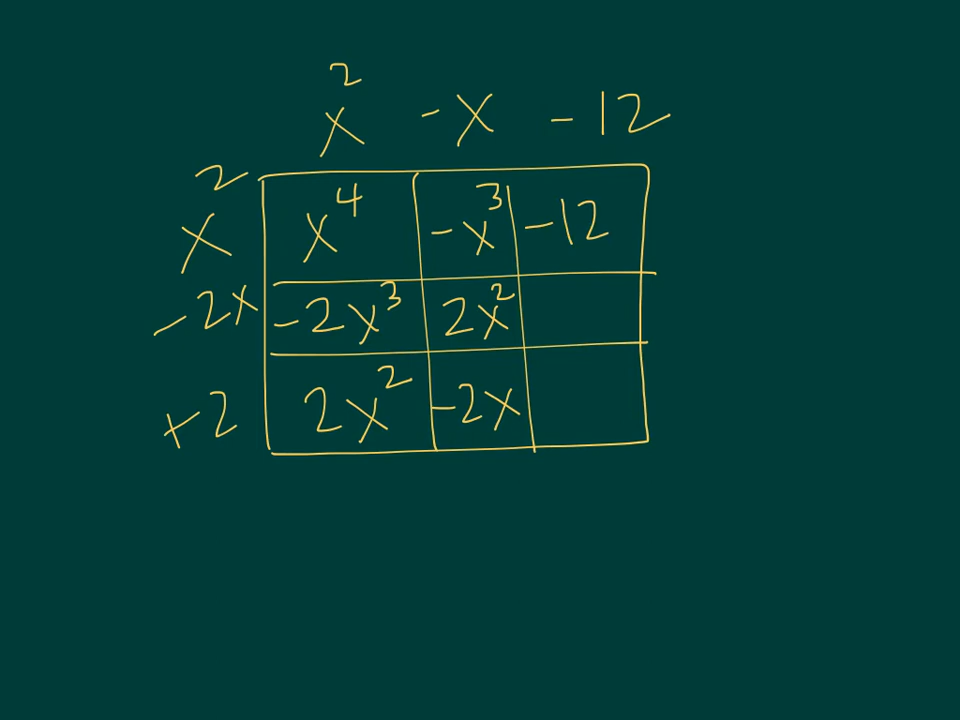 x² -x -12
x² x⁴ -x³ -12
-2x -2x³ 2x²
+2 2x² -2x